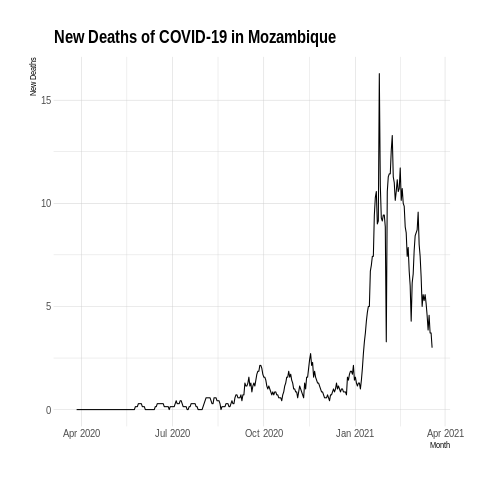 New Deaths of COVID-19 in Mozambique
New Deaths
15
10
5
0
Apr 2020
Jul 2020
Oct 2020
Jan 2021
Apr 2021
Month